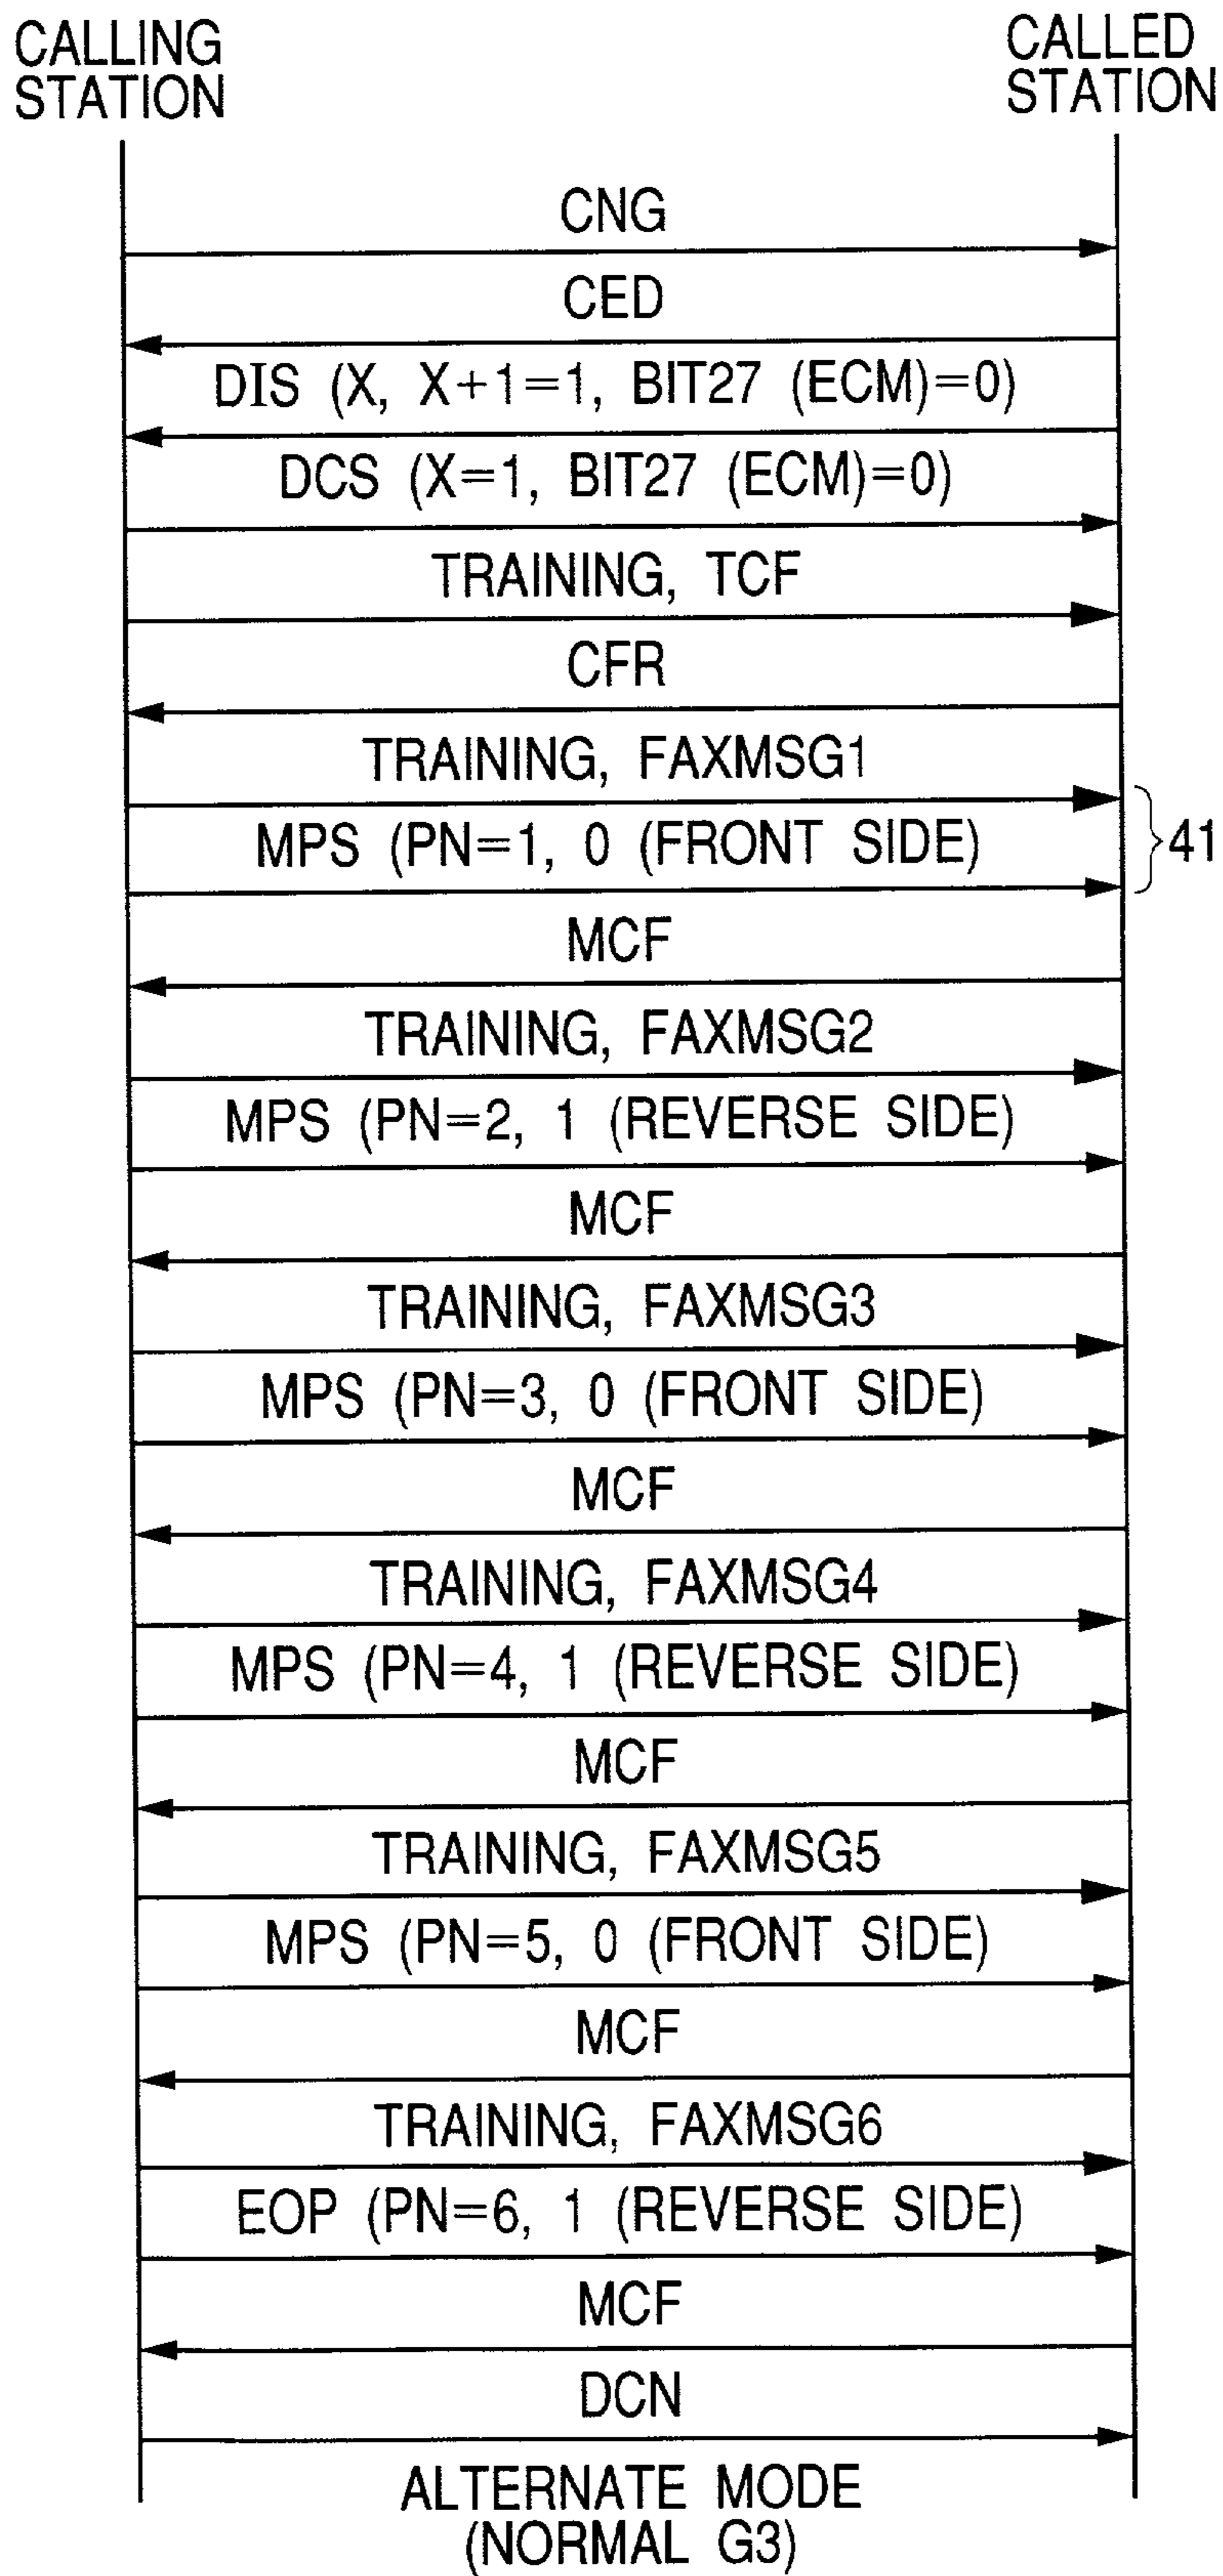 CALLING
STATION
CALLED
STATION
CNG
CED
DIS (X, X+1=1, BIT27 (ECM)=0)
DCS (X=1, BIT27 (ECM)=0)
TRAINING, TCF
CFR
TRAINING, FAXMSG1
MPS (PN=1, 0 (FRONT SIDE)
41
MCF
TRAINING, FAXMSG2
MPS (PN=2, 1 (REVERSE SIDE)
MCF
TRAINING, FAXMSG3
MPS (PN=3, 0 (FRONT SIDE)
MCF
TRAINING, FAXMSG4
MPS (PN=4, 1 (REVERSE SIDE)
MCF
TRAINING, FAXMSG5
MPS (PN=5, 0 (FRONT SIDE)
MCF
TRAINING, FAXMSG6
EOP (PN=6, 1 (REVERSE SIDE)
MCF
DCN
ALTERNATE MODE
(NORMAL G3)